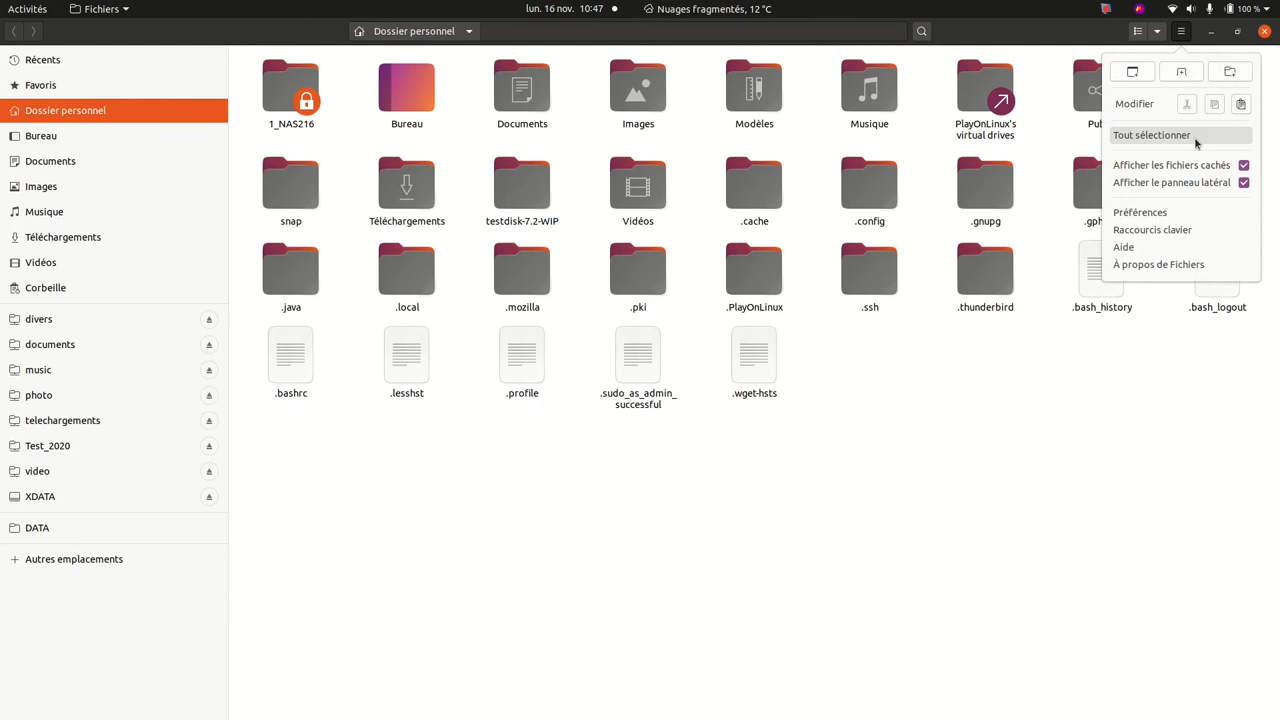 Activités
Fichiers
lun. 16 nov. 10:47
Nuages fragmentés, 12 °C
100 %
Dossier personnel
Récents
Favoris
Dossier personnel
Bureau
Documents
Images
Musique
Téléchargements
Vidéos
Corbeille
divers
documents
music
photo
telechargements
Test_2020
video
XDATA
DATA
Autres emplacements
1_NAS216
Bureau
Documents
Images
Modèles
Musique
PlayOnLinux's
virtual drives
Pub
snap
Téléchargements
testdisk-7.2-WIP
Vidéos
.cache
.config
.gnupg
.gph
.java
.local
.mozilla
.pki
.PlayOnLinux
.ssh
.thunderbird
.bash_history
.bash_logout
.bashrc
.lesshst
.profile
.sudo_as_admin_
successful
.wget-hsts
Modifier
Tout sélectionner
Afficher les fichiers cachés
Afficher le panneau latéral
Préférences
Raccourcis clavier
Aide
À propos de Fichiers